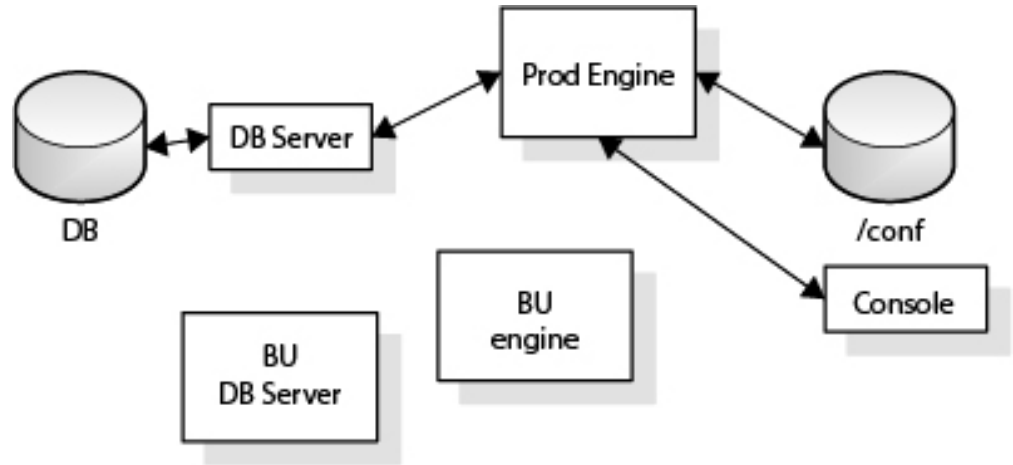 Prod Engine
DB Server
DB
/conf
BU
engine
Console
BU
DB Server